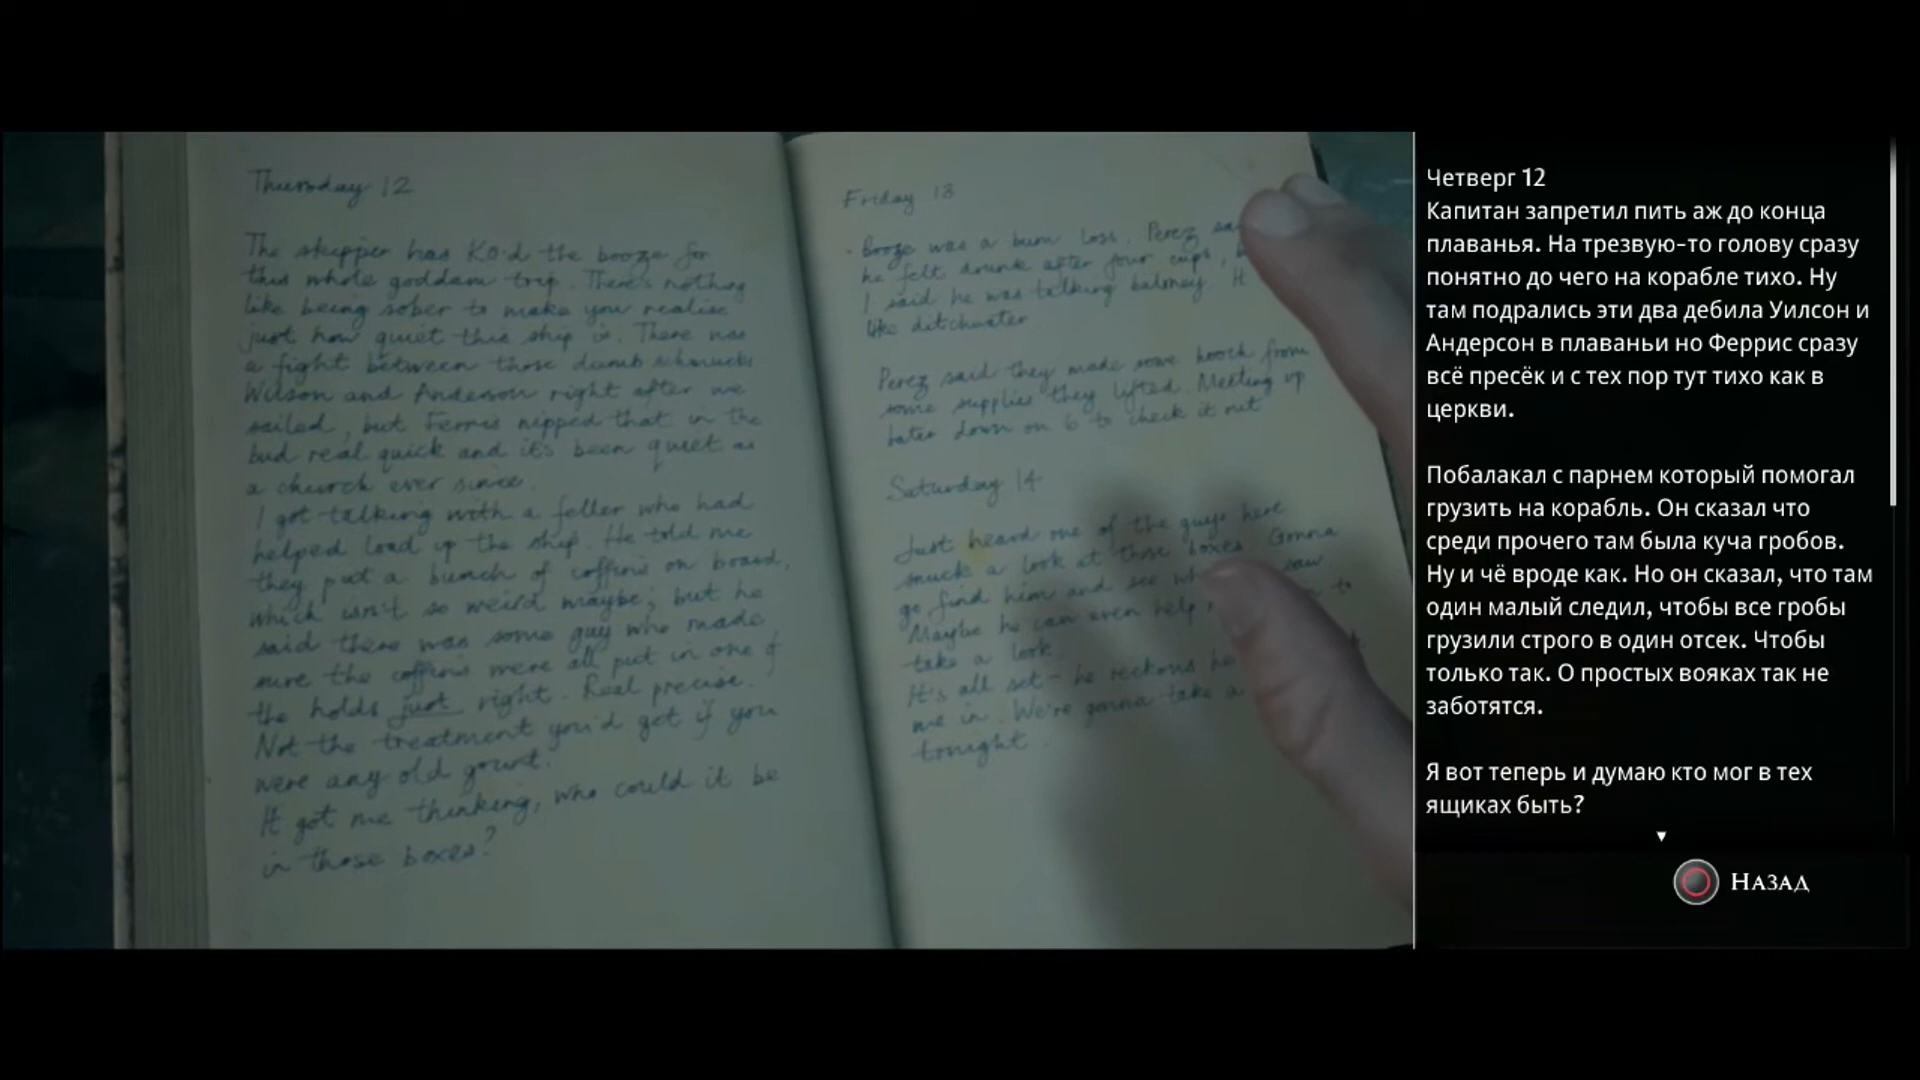 Thursday 12
The skipper has KO'd the booze for
this whole goddam trip. There's nothing
like being sober to make you realise
just how quiet this ship is. There was
a fight between those dumb schmucks
Wilson and Anderson right after we
sailed, but Ferris nipped that in the
bud real quick and it's been quiet as
a church ever since.
I got talking with a feller who had
helped load up the ship. He told me
they put a bunch of coffins on board,
which isn't so weird maybe; but he
said there was some guy who made
sure the coffins were all put in one of
the holds just right. Real precise.
Not the treatment you'd get if you
were any old grunt.
It got me thinking, who could it be
in those boxes?
Friday 13
- Booze was a bum loss. Perez
he felt drunk after four cups,
I said he was talking baloney. It
like ditchwater
Perez said they made some hooch from
some supplies they lifted. Meeting up
later down on 6 to check it out
Saturday 14
Just heard one of the guys here
snuck a look at those boxes. Gonna
go find him and see saw
Maybe he can even help to
take a look
It's all set - he reckons he
me in. We're gonna take a
tonight.
Четверг 12
Капитан запретил пить аж до конца
плаванья. На трезвую-то голову сразу
понятно до чего на корабле тихо. Ну
там подрались эти два дебила Уилсон и
Андерсон в плаваньи но Феррис сразу
всё пресёк и с тех пор тут тихо как в
церкви.
Побалакал с парнем который помогал
грузить на корабль. Он сказал что
среди прочего там была куча гробов.
Ну и чё вроде как. Но он сказал, что там
один малый следил, чтобы все гробы
грузили строго в один отсек. Чтобы
только так. О простых вояках так не
заботятся.
Я вот теперь и думаю кто мог в тех
ящиках быть?
Назад